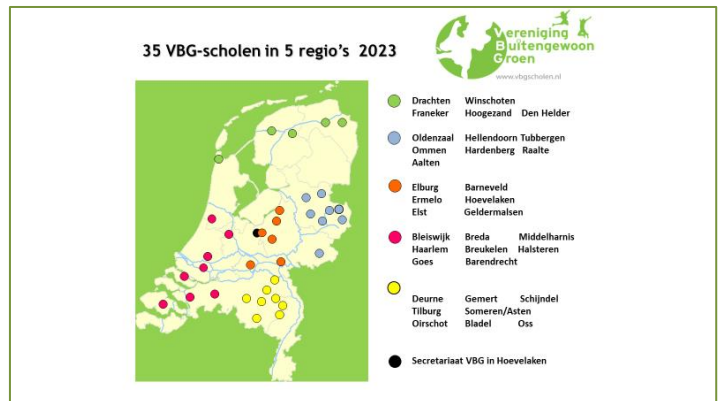 35 VBG-scholen in 5 regio's 2023
Vereniging
Buitengewoon
Groen
www.vbgscholen.nl
Drachten Winschoten
Franeker Hoogezand Den Helder
Oldenzaal Hellendoorn Tubbergen
Ommen Hardenberg Raalte
Aalten
Elburg Barneveld
Ermelo Hoevelaken
Elst Geldermalsen
Bleiswijk Breda Middelharnis
Haarlem Breukelen Halsteren
Goes Barendrecht
Deurne Gemert Schijndel
Tilburg Someren/Asten
Oirschot Bladel Oss
Secretariaat VBG in Hoevelaken